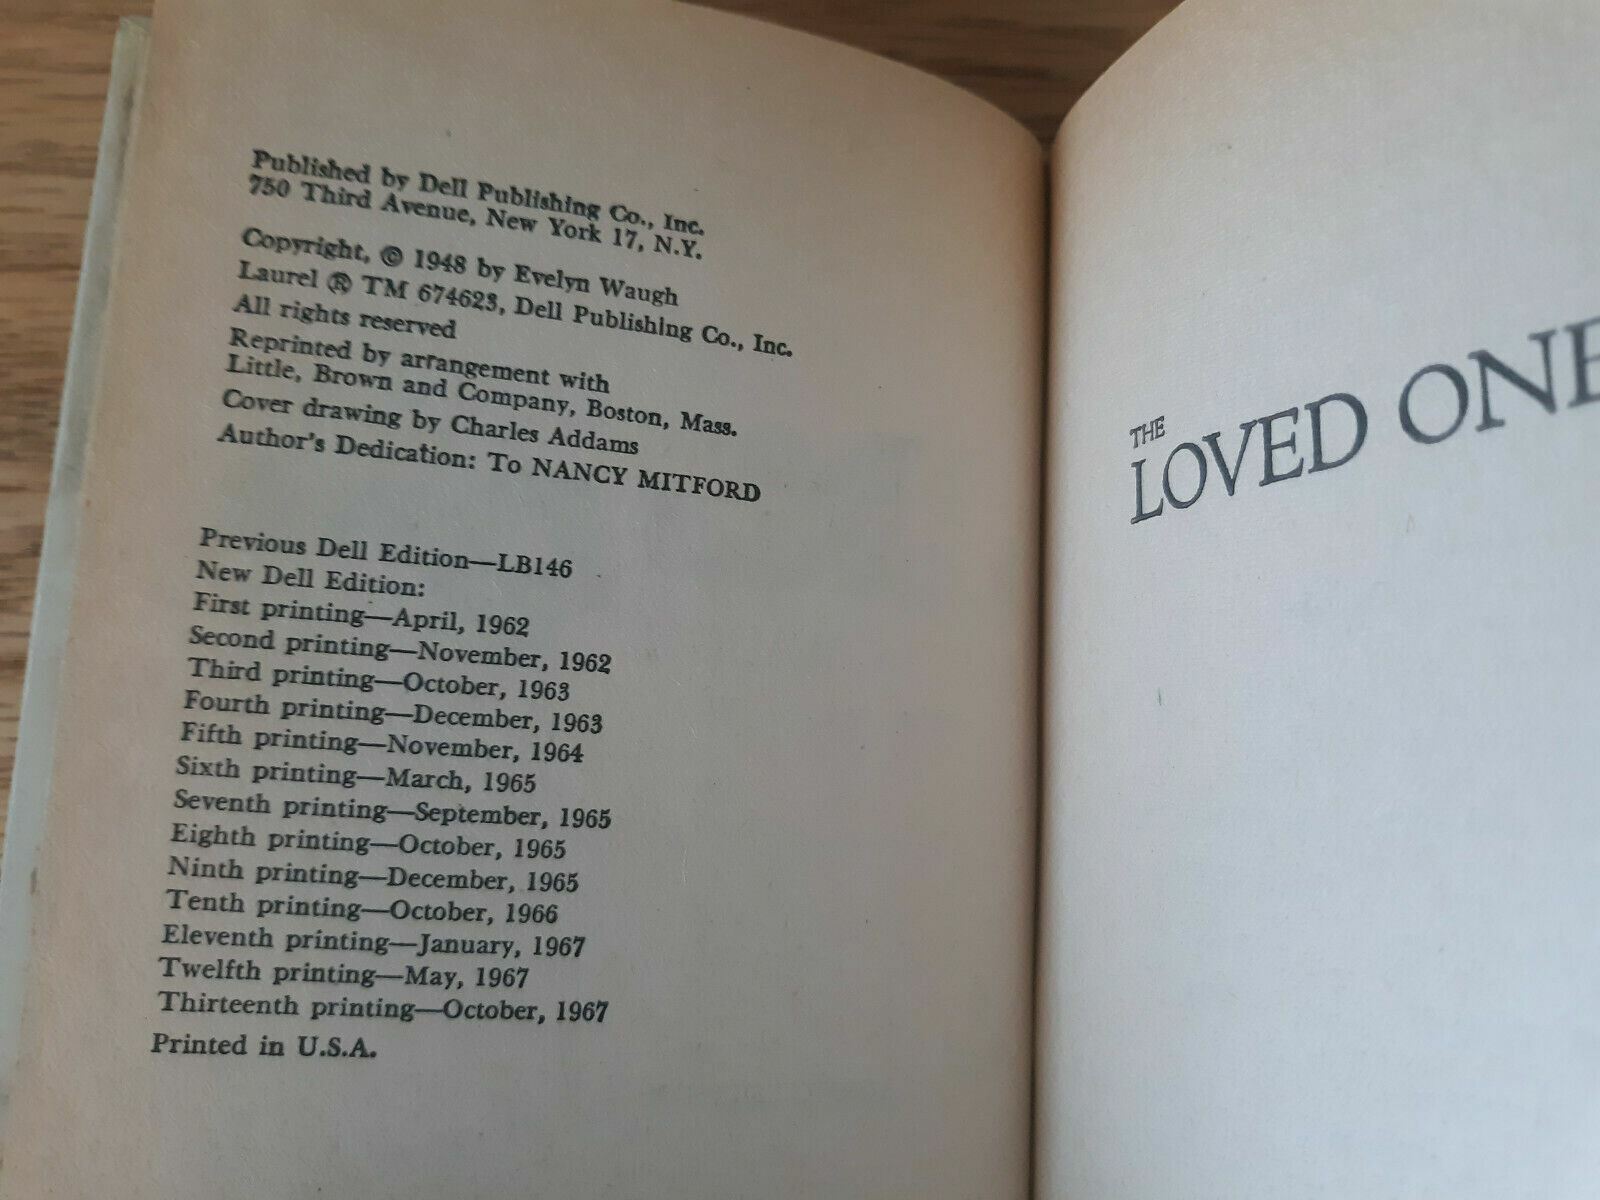 Published by Dell Publishing Co., Inc.
750 Third Avenue, New York 17, N.Y.
Copyright, © 1948 by Evelyn Waugh
Laurel ® TM 674623, Dell Publishing Co., Inc.
All rights reserved
Reprinted by arrangement with
Little, Brown and Company, Boston, Mass.
Cover drawing by Charles Addams
Author's Dedication: To NANCY MITFORD
Previous Dell Edition—LB146
New Dell Edition:
First printing—April, 1962
Second printing—November, 1962
Third printing—October, 1963
Fourth printing—December, 1963
Fifth printing—November, 1964
Sixth printing—March, 1965
Seventh printing—September, 1965
Eighth printing—October, 1965
Ninth printing—December, 1965
Tenth printing—October, 1966
Eleventh printing—January, 1967
Twelfth printing—May, 1967
Thirteenth printing—October, 1967
Printed in U.S.A.
THE
LOVED ONE